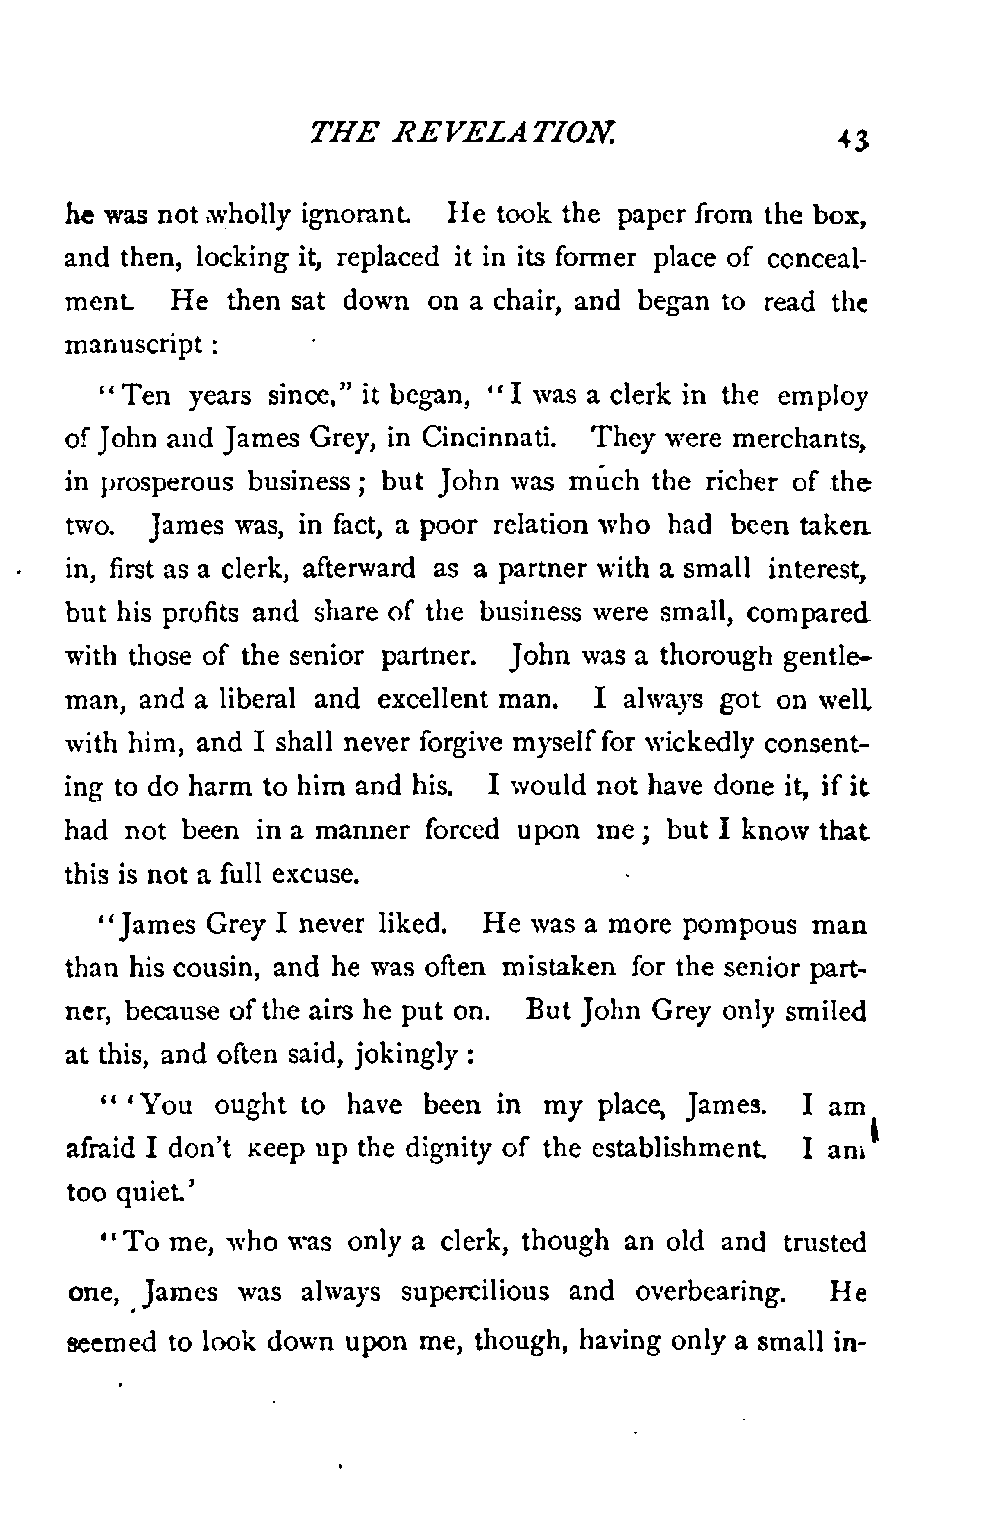 THE REVELATION. 43
he was not wholly ignorant. He took the paper from the box,
and then, locking it, replaced it in its former place of conceal-
ment. He then sat down on a chair, and began to read the
manuscript :
"Ten years since," it began, "I was a clerk in the employ
of John and James Grey, in Cincinnati. They were merchants,
in prosperous business ; but John was much the richer of the
two. James was, in fact, a poor relation who had been taken
in, first as a clerk, afterward as a partner with a small interest,
but his profits and share of the business were small, compared
with those of the senior partner. John was a thorough gentle-
man, and a liberal and excellent man. I always got on well
with him, and I shall never forgive myself for wickedly consent-
ing to do harm to him and his. I would not have done it, if it
had not been in a manner forced upon me ; but I know that
this is not a full excuse.
"James Grey I never liked. He was a more pompous man
than his cousin, and he was often mistaken for the senior part-
ner, because of the airs he put on. But John Grey only smiled
at this, and often said, jokingly :
" 'You ought to have been in my place, James. I am
afraid I don't keep up the dignity of the establishment. I am
too quiet.'
"To me, who was only a clerk, though an old and trusted
one, James was always supercilious and overbearing. He
seemed to look down upon me, though, having only a small in-